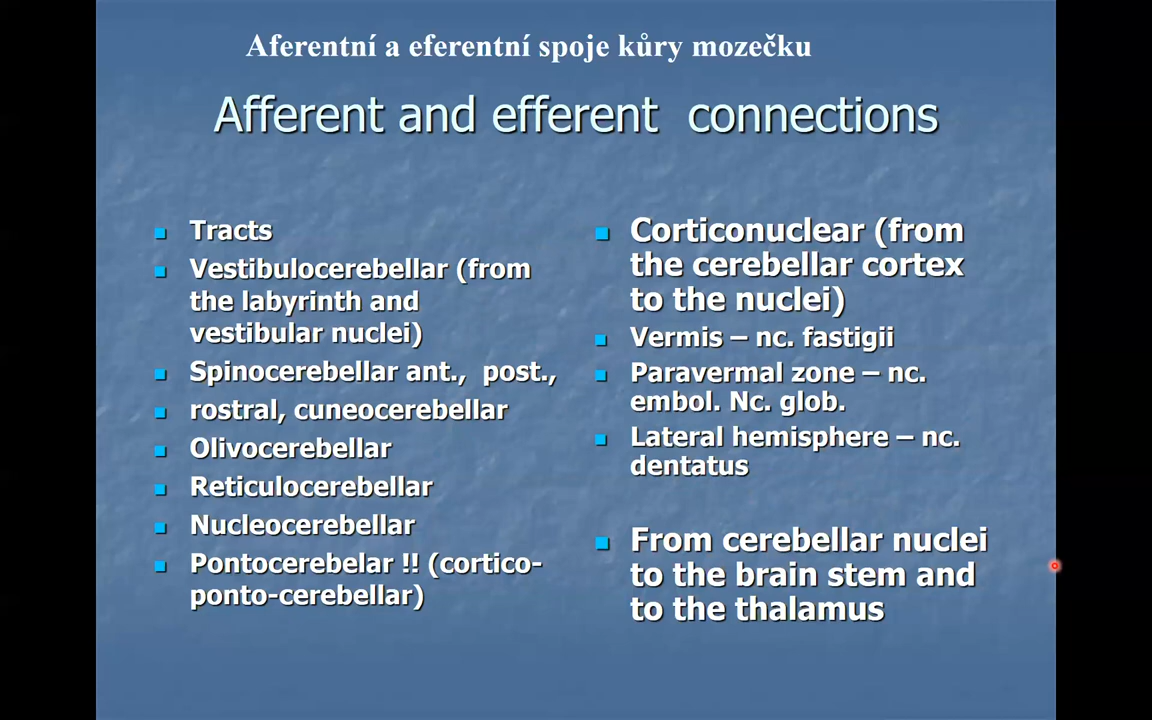 Aferentní a eferentní spoje kůry mozečku
Afferent and efferent connections
Tracts
Vestibulocerebellar (from
the labyrinth and
vestibular nuclei)
Spinocerebellar ant., post.,
rostral, cuneocerebellar
Olivocerebellar
Reticulocerebellar
Nucleocerebellar
Pontocerebelar !! (cortico-
ponto-cerebellar)
Corticonuclear (from
the cerebellar cortex
to the nuclei)
Vermis – nc. fastigii
Paravermal zone – nc.
embol. Nc. glob.
Lateral hemisphere – nc.
dentatus
From cerebellar nuclei
to the brain stem and
to the thalamus